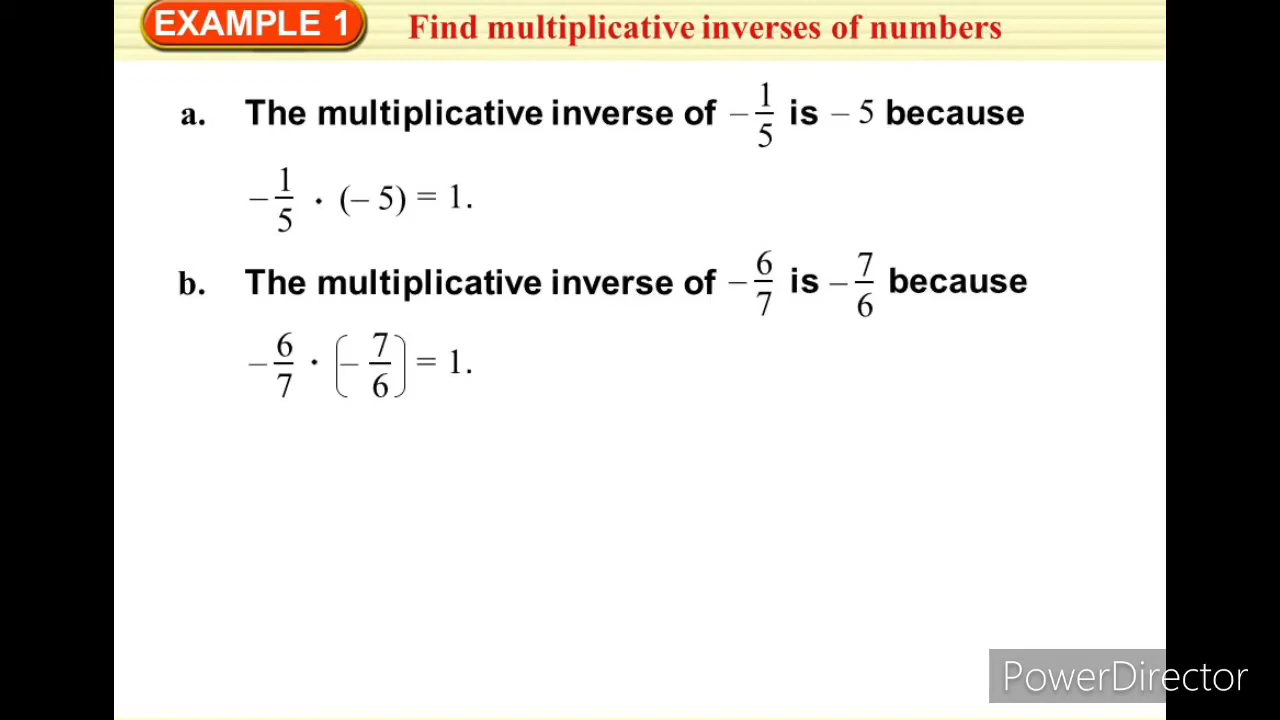 EXAMPLE 1 Find multiplicative inverses of numbers
a. The multiplicative inverse of – 1/5 is – 5 because
– 1/5 · (– 5) = 1.
b. The multiplicative inverse of – 6/7 is – 7/6 because
– 6/7 · (– 7/6) = 1.
PowerDirector